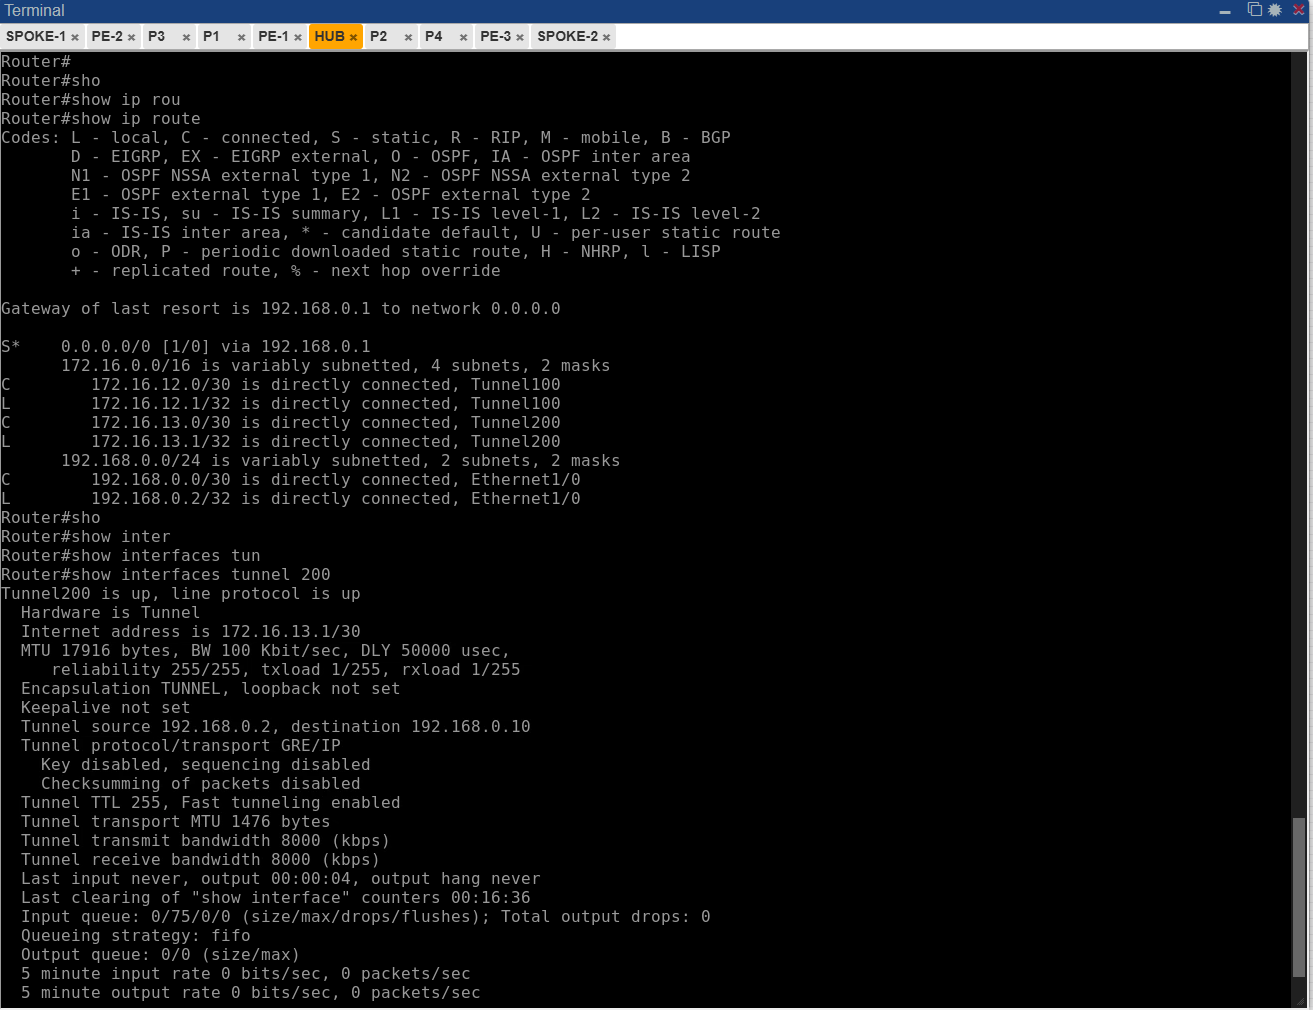 Terminal
SPOKE-1 × PE-2 × P3 × P1 × PE-1 × HUB × P2 × P4 × PE-3 × SPOKE-2 ×
Router#
Router#sho
Router#show ip rou
Router#show ip route
Codes: L - local, C - connected, S - static, R - RIP, M - mobile, B - BGP
       D - EIGRP, EX - EIGRP external, O - OSPF, IA - OSPF inter area
       N1 - OSPF NSSA external type 1, N2 - OSPF NSSA external type 2
       E1 - OSPF external type 1, E2 - OSPF external type 2
       i - IS-IS, su - IS-IS summary, L1 - IS-IS level-1, L2 - IS-IS level-2
       ia - IS-IS inter area, * - candidate default, U - per-user static route
       o - ODR, P - periodic downloaded static route, H - NHRP, l - LISP
       + - replicated route, % - next hop override

Gateway of last resort is 192.168.0.1 to network 0.0.0.0

S*    0.0.0.0/0 [1/0] via 192.168.0.1
      172.16.0.0/16 is variably subnetted, 4 subnets, 2 masks
C        172.16.12.0/30 is directly connected, Tunnel100
L        172.16.12.1/32 is directly connected, Tunnel100
C        172.16.13.0/30 is directly connected, Tunnel200
L        172.16.13.1/32 is directly connected, Tunnel200
      192.168.0.0/24 is variably subnetted, 2 subnets, 2 masks
C        192.168.0.0/30 is directly connected, Ethernet1/0
L        192.168.0.2/32 is directly connected, Ethernet1/0
Router#sho
Router#show inter
Router#show interfaces tun
Router#show interfaces tunnel 200
Tunnel200 is up, line protocol is up
  Hardware is Tunnel
  Internet address is 172.16.13.1/30
  MTU 17916 bytes, BW 100 Kbit/sec, DLY 50000 usec,
     reliability 255/255, txload 1/255, rxload 1/255
  Encapsulation TUNNEL, loopback not set
  Keepalive not set
  Tunnel source 192.168.0.2, destination 192.168.0.10
  Tunnel protocol/transport GRE/IP
    Key disabled, sequencing disabled
    Checksumming of packets disabled
  Tunnel TTL 255, Fast tunneling enabled
  Tunnel transport MTU 1476 bytes
  Tunnel transmit bandwidth 8000 (kbps)
  Tunnel receive bandwidth 8000 (kbps)
  Last input never, output 00:00:04, output hang never
  Last clearing of "show interface" counters 00:16:36
  Input queue: 0/75/0/0 (size/max/drops/flushes); Total output drops: 0
  Queueing strategy: fifo
  Output queue: 0/0 (size/max)
  5 minute input rate 0 bits/sec, 0 packets/sec
  5 minute output rate 0 bits/sec, 0 packets/sec